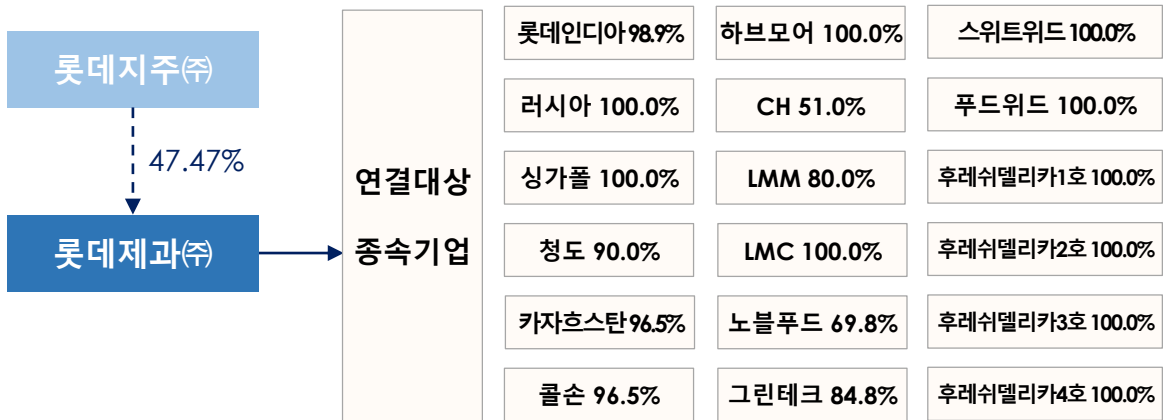 롯데지주㈜
47.47%
롯데제과㈜
연결대상
종속기업
롯데인디아 98.9%
하브모어 100.0%
스위트위드 100.0%
러시아 100.0%
CH 51.0%
푸드위드 100.0%
싱가폴 100.0%
LMM 80.0%
후레쉬델리카1호 100.0%
청도 90.0%
LMC 100.0%
후레쉬델리카2호 100.0%
카자흐스탄 96.5%
노블푸드 69.8%
후레쉬델리카3호 100.0%
콜손 96.5%
그린테크 84.8%
후레쉬델리카4호 100.0%